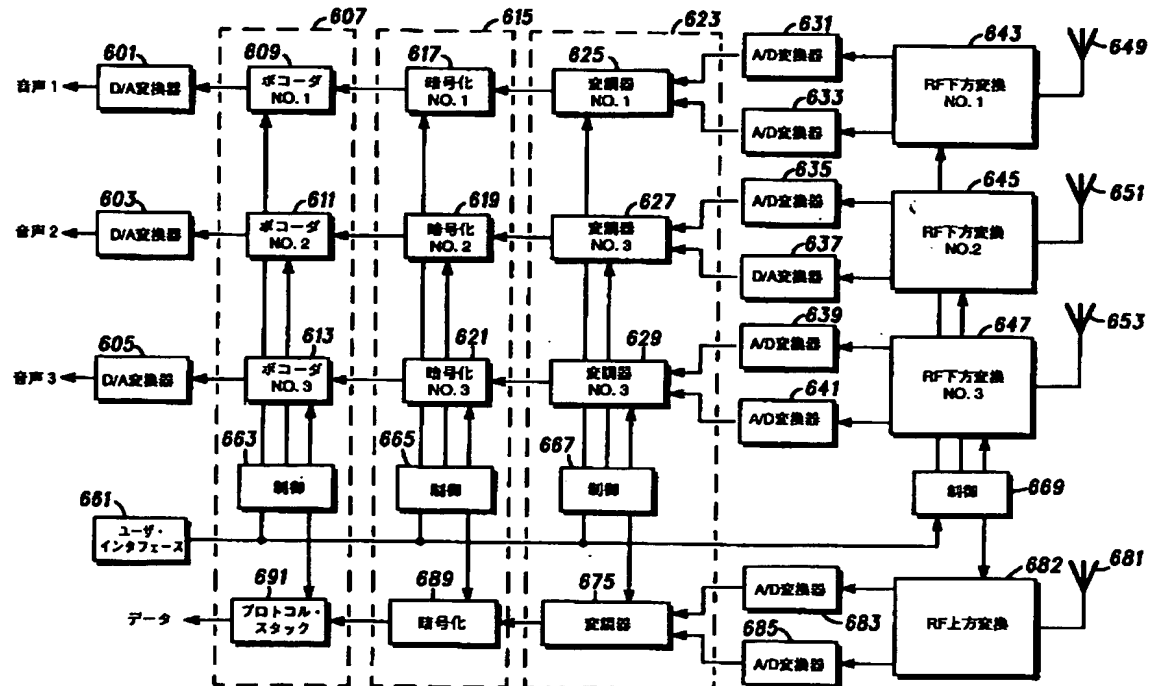 607
615
623
601
609
617
625
631
643
649
音声1
D/A変換器
ボコーダ
NO.1
暗号化
NO.1
変調器
NO.1
A/D変換器
RF下方変換
NO.1
633
A/D変換器
635
603
611
619
627
645
651
A/D変換器
音声2
D/A変換器
ボコーダ
NO.2
暗号化
NO.2
変調器
NO.3
RF下方変換
NO.2
637
D/A変換器
639
605
613
621
629
647
653
A/D変換器
音声3
D/A変換器
ボコーダ
NO.3
暗号化
NO.3
変調器
NO.3
RF下方変換
NO.3
641
A/D変換器
663
665
667
制御
制御
制御
制御
669
661
ユーザ・
インタフェース
691
689
675
682
681
A/D変換器
683
データ
プロトコル・
スタック
暗号化
変調器
RF上方変換
685
A/D変換器